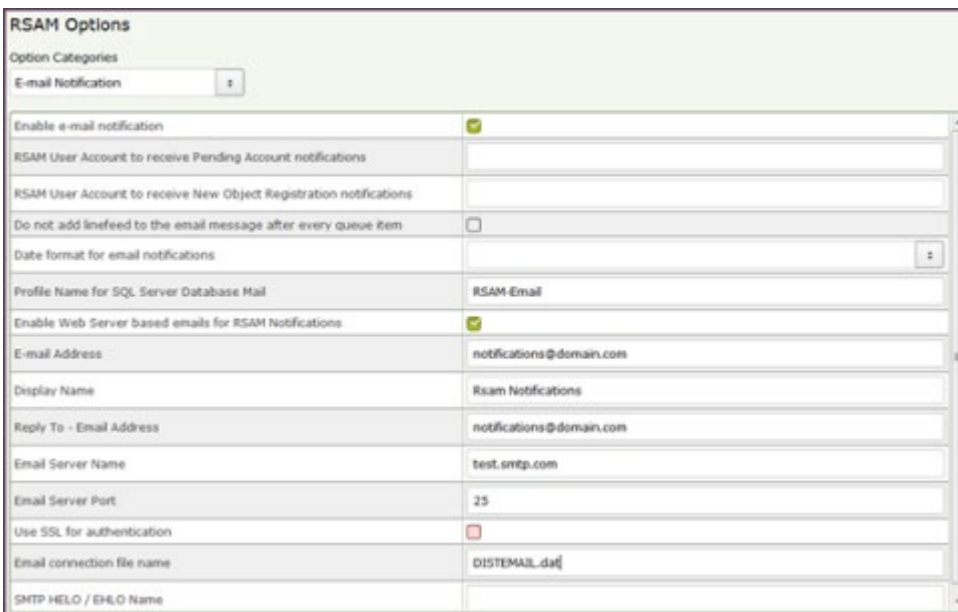 RSAM Options
Option Categories
E-mail Notification
Enable e-mail notification
RSAM User Account to receive Pending Account notifications
RSAM User Account to receive New Object Registration notifications
Do not add linefeed to the email message after every queue item
Date format for email notifications
Profile Name for SQL Server Database Mail RSAM-Email
Enable Web Server based emails for RSAM Notifications
E-mail Address notifications@domain.com
Display Name Rsam Notifications
Reply To - Email Address notifications@domain.com
Email Server Name test.smtp.com
Email Server Port 25
Use SSL for authentication
Email connection file name DISTEMAIL.dat
SMTP HELO / EHLO Name